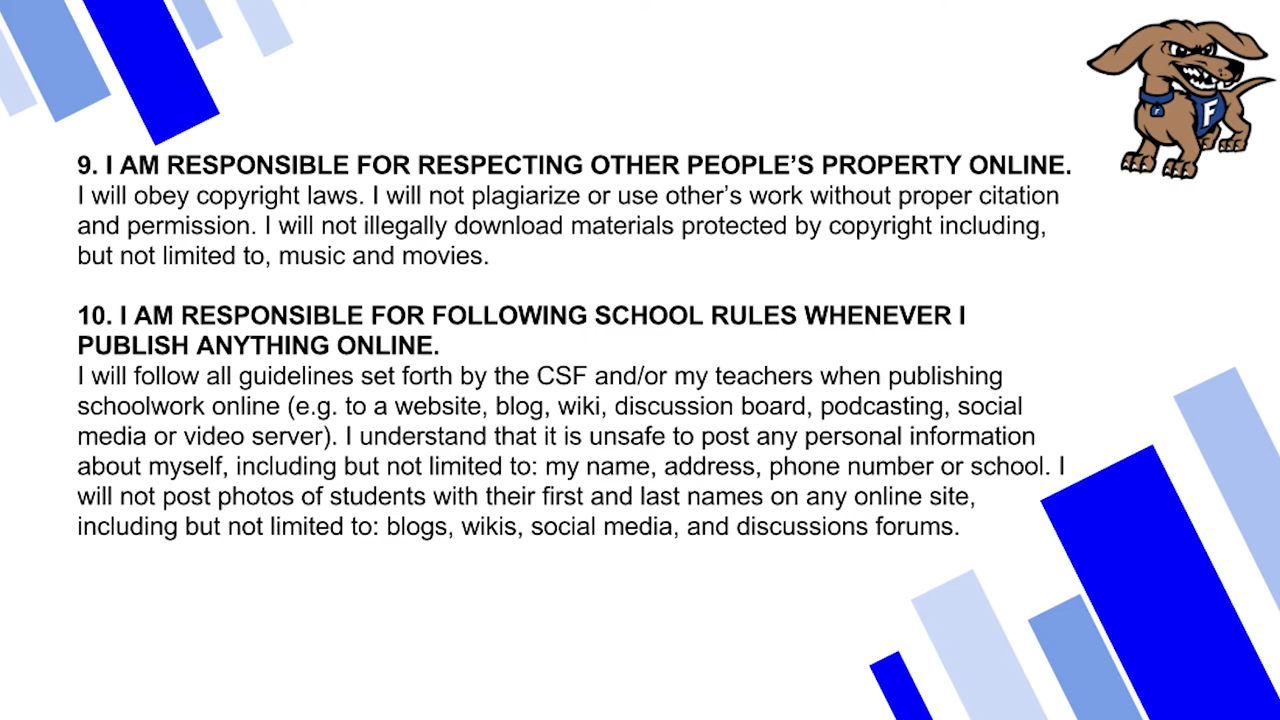 9. I AM RESPONSIBLE FOR RESPECTING OTHER PEOPLE’S PROPERTY ONLINE.
I will obey copyright laws. I will not plagiarize or use other’s work without proper citation
and permission. I will not illegally download materials protected by copyright including,
but not limited to, music and movies.
10. I AM RESPONSIBLE FOR FOLLOWING SCHOOL RULES WHENEVER I
PUBLISH ANYTHING ONLINE.
I will follow all guidelines set forth by the CSF and/or my teachers when publishing
schoolwork online (e.g. to a website, blog, wiki, discussion board, podcasting, social
media or video server). I understand that it is unsafe to post any personal information
about myself, including but not limited to: my name, address, phone number or school. I
will not post photos of students with their first and last names on any online site,
including but not limited to: blogs, wikis, social media, and discussions forums.
F
F